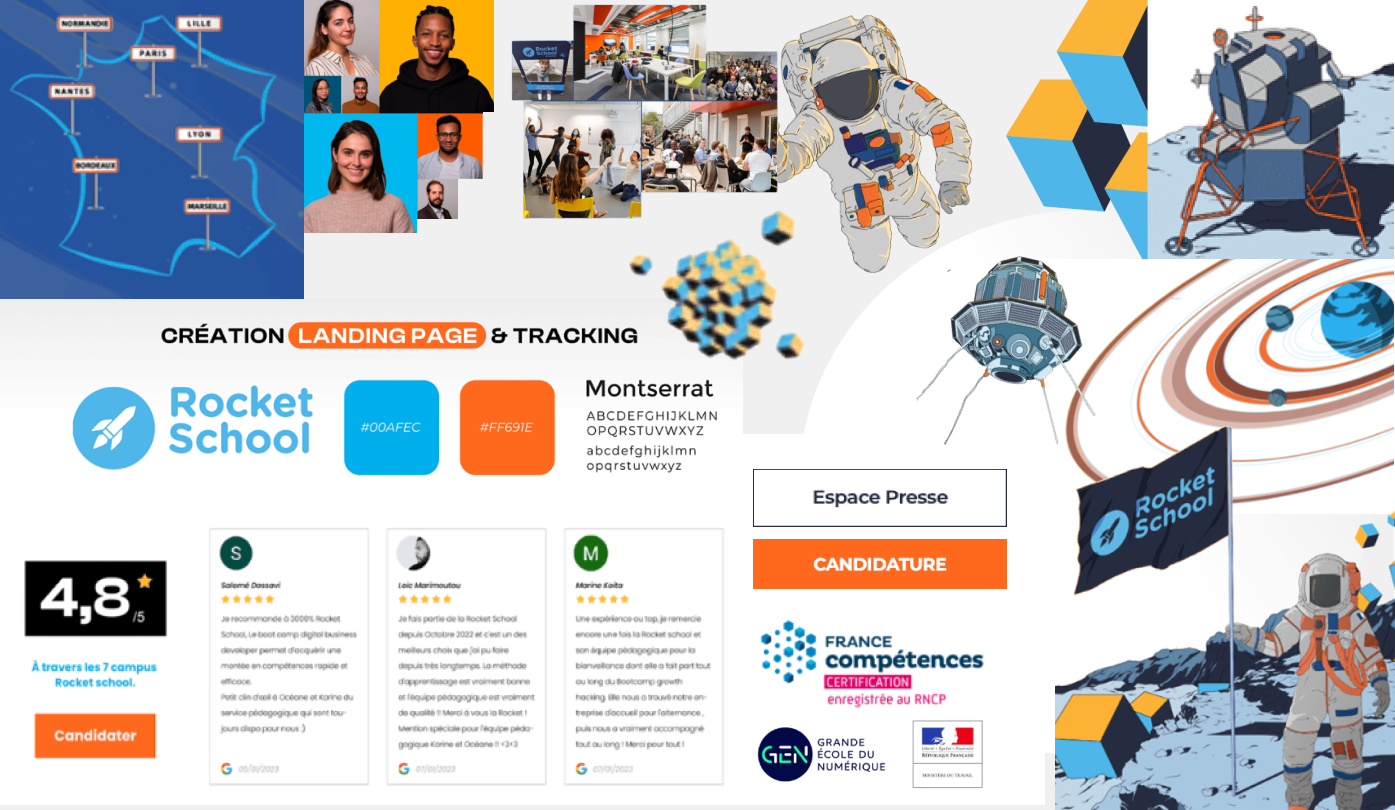 NORMANDIE
LILLE
PARIS
NANTES
LYON
BORDEAUX
MARSEILLE
Rocket
School
CRÉATION LANDING PAGE & TRACKING
Rocket
School
#00AFEC
#FF691E
Montserrat
ABCDEFGHIJKLMN
OPQRSTUVWXYZ
abcdefghijklmn
opqrstuvwxyz
Rocket
School
Espace Presse
CANDIDATURE
4,8
/5
À travers les 7 campus
Rocket school.
Candidater
S
Salomé Dossavi
Je recommande à 3000% Rocket
School, Le boot camp digital business
developer permet d'acquérir une
montée en compétences rapide et
efficace.
Petit clin d'œil à Océane et Karine du
service pédagogique qui sont tou-
jours dispo pour nous :)
05/01/2023
Loic Marimoutou
Je fais partie de la Rocket School
depuis Octobre 2022 et c'est un des
meilleurs choix que j'ai pu faire
depuis très longtemps. La méthode
d'apprentissage est vraiment bonne
et l'équipe pédagogique est vraiment
de qualité !! Merci à vous la Rocket !
Mention spéciale pour l'équipe péda-
gogique Karine et Océane !! <3<3
07/01/2023
M
Marine Koita
Une expérience au top, je remercie
encore une fois la Rocket school et
son équipe pédagogique pour la
bienveillance dont elle a fait part tout
au long du Bootcamp growth
hacking. Elle nous a trouvé notre en-
treprise d'accueil pour l'alternance ,
puis nous a vraiment accompagné
tout au long ! Merci pour tout !
07/01/2023
FRANCE
compétences
CERTIFICATION
enregistrée au RNCP
GEN
GRANDE
ÉCOLE DU
NUMÉRIQUE
Liberté • Égalité • Fraternité
RÉPUBLIQUE FRANÇAISE
MINISTÈRE DU TRAVAIL